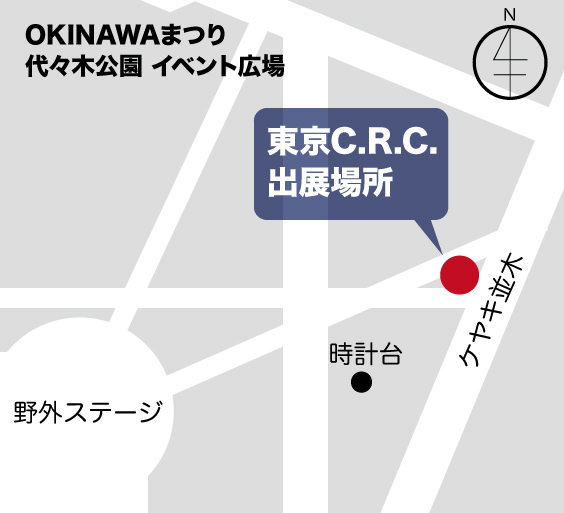 OKINAWAまつり
代々木公園 イベント広場
N
東京C.R.C.
出展場所
ケヤキ並木
時計台
野外ステージ